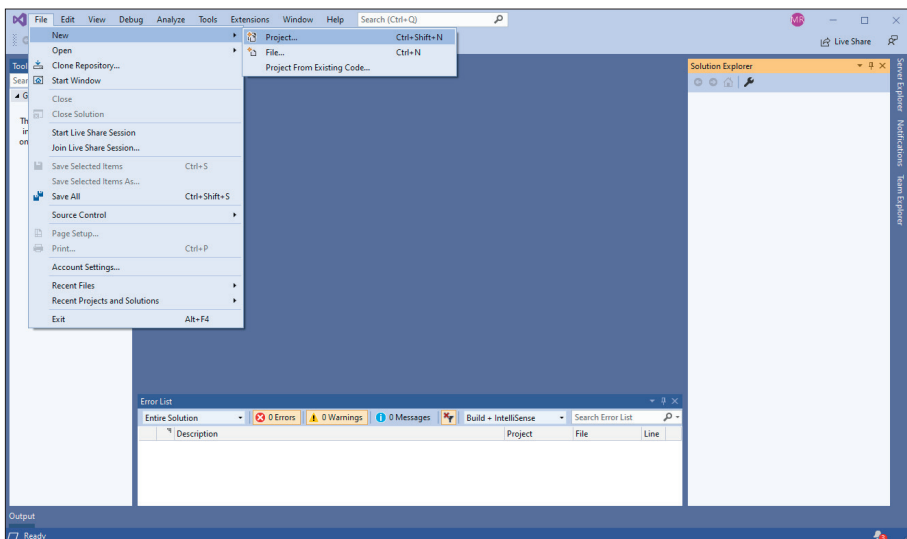 File Edit View Debug Analyze Tools Extensions Window Help Search (Ctrl+Q) MR
Live Share
New
Open
Clone Repository...
Start Window
Close
Close Solution
Start Live Share Session
Join Live Share Session...
Save Selected Items Ctrl+S
Save Selected Items As...
Save All Ctrl+Shift+S
Source Control
Page Setup...
Print... Ctrl+P
Account Settings...
Recent Files
Recent Projects and Solutions
Exit Alt+F4
Project... Ctrl+Shift+N
File... Ctrl+N
Project From Existing Code...
Tool
Sear
G
Th
in
on
Solution Explorer
Server Explorer
Notifications
Team Explorer
Error List
Entire Solution 0 Errors 0 Warnings 0 Messages Build + IntelliSense Search Error List
Description Project File Line
Output
Ready